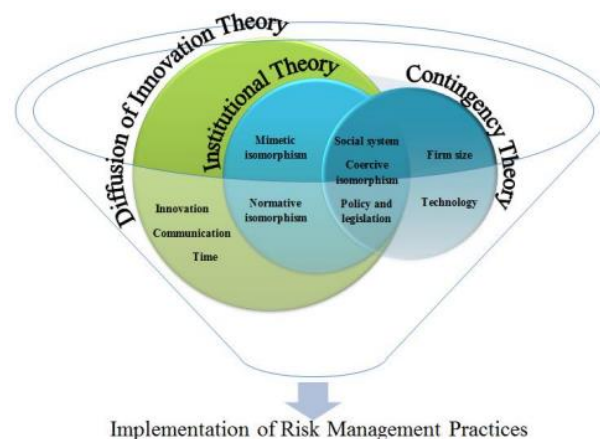 Diffusion of Innovation Theory
Institutional Theory
Contingency Theory
Mimetic
isomorphism
Normative
isomorphism
Social system
Coercive
isomorphism
Policy and
legislation
Firm size
Technology
Innovation
Communication
Time
Implementation of Risk Management Practices